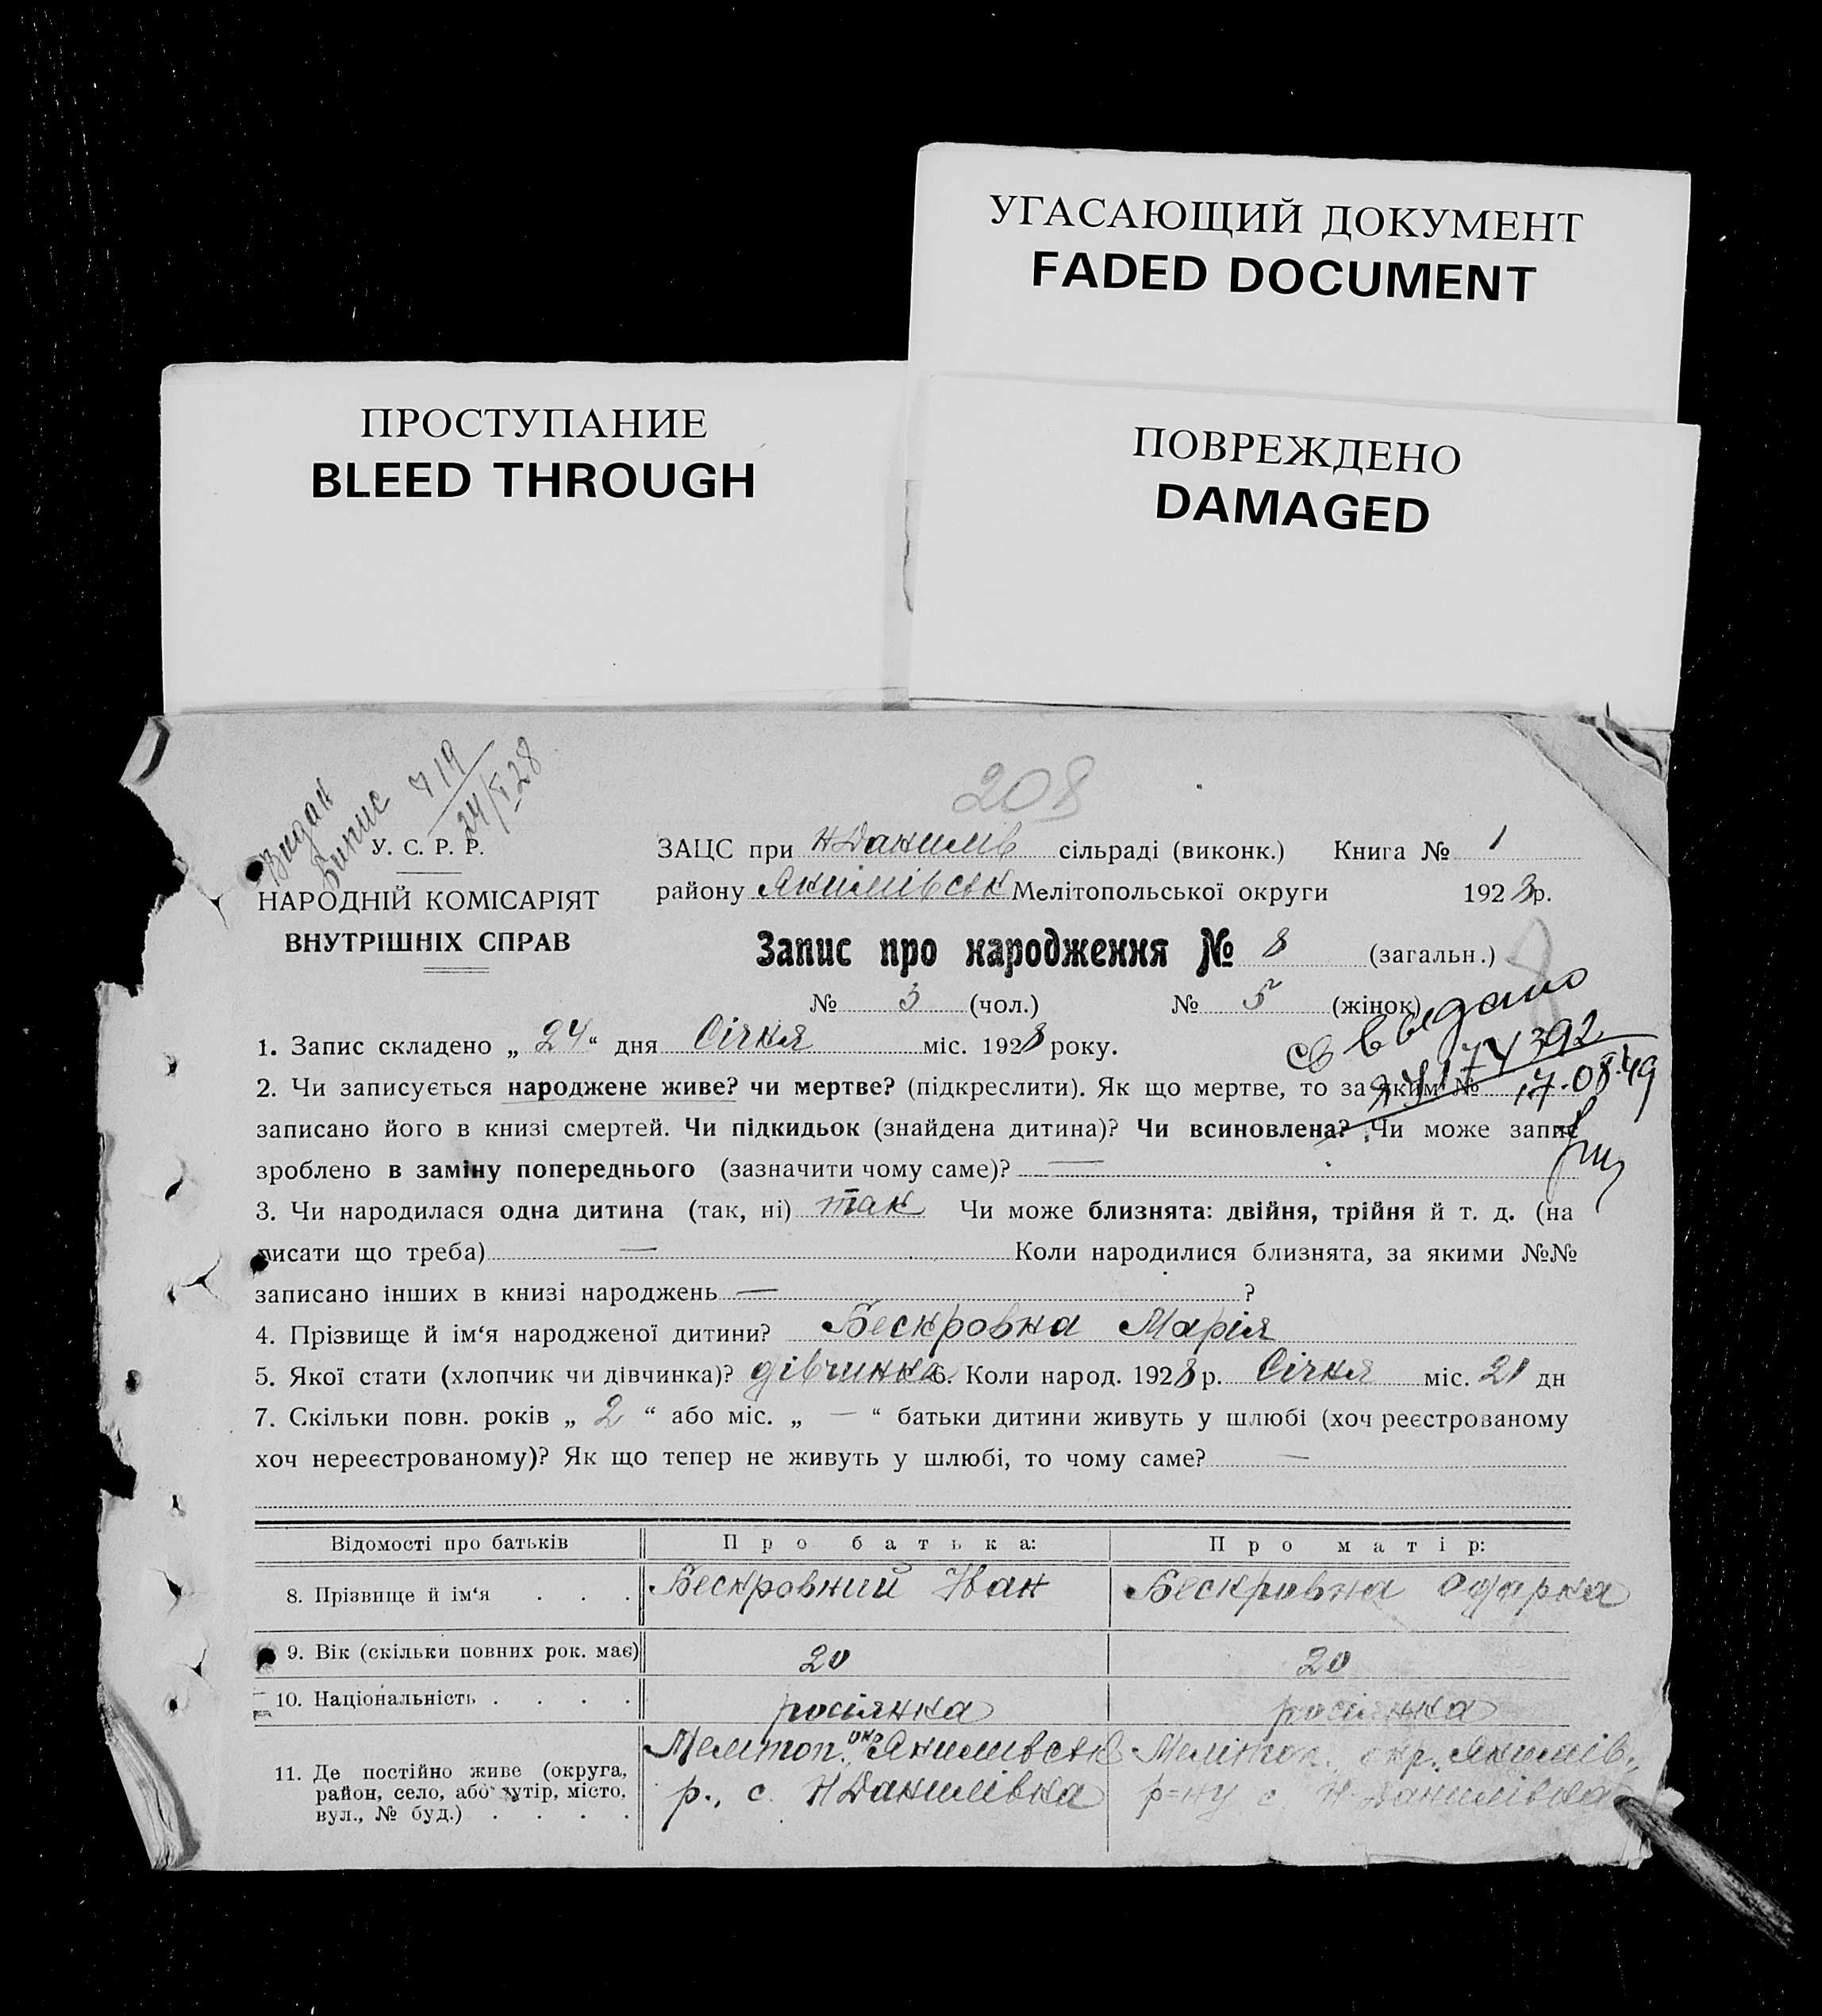 УГАСАЮЩИЙ ДОКУМЕНТ
FADED DOCUMENT
ПРОСТУПАНИЕ
BLEED THROUGH
ПОВРЕЖДЕНО
DAMAGED
208
Видан
Випис 719
24/I 28
У. С. Р. Р.
НАРОДНІЙ КОМІСАРІЯТ
ВНУТРІШНІХ СПРАВ
ЗАЦС при Н Данилів сільраді (виконк.) Книга № 1
району Якимівськ Мелітопольської округи 1928 р.
Запис про народження № 8 (загальн.)
8
№ 3 (чол.) № 5 (жінок)
св выдано
74392
17.08.49
1. Запис складено „ 24 “ дня Січня міс. 1928 року.
2. Чи записується народжене живе? чи мертве? (підкреслити). Як що мертве, то за яким №
записано його в книзі смертей. Чи підкидьок (знайдена дитина)? Чи всиновлена? Чи може запис
зроблено в заміну попереднього (зазначити чому саме)? —
3. Чи народилася одна дитина (так, ні) так Чи може близнята: двійня, трійня й т. д. (на
писати що треба) — Коли народилися близнята, за якими №№
записано інших в книзі народжень — ?
4. Прізвище й ім‘я народженої дитини? Бескровна Марія
5. Якої стати (хлопчик чи дівчинка)? дівчинка 6. Коли народ. 1928 р. Січня міс. 21 дн
7. Скільки повн. років „ 2 “ або міс. „ — “ батьки дитини живуть у шлюбі (хоч реєстрованому
хоч нереєстрованому)? Як що тепер не живуть у шлюбі, то чому саме? —
Відомості про батьків Про батька: Про матір:
8. Прізвище й ім‘я . . . Бескровний Іван Бескровна Одарка
9. Вік (скільки повних рок. має) 20 20
10. Національність . . . . росіянка росіянка
11. Де постійно живе (округа, район, село, або хутір, місто, вул., № буд.) . . . .
Мелітоп. окр Якимівськ р., с. Н Данилівка
Мелітоп. окр. Якимів. р=ну с. Н-Данилівка